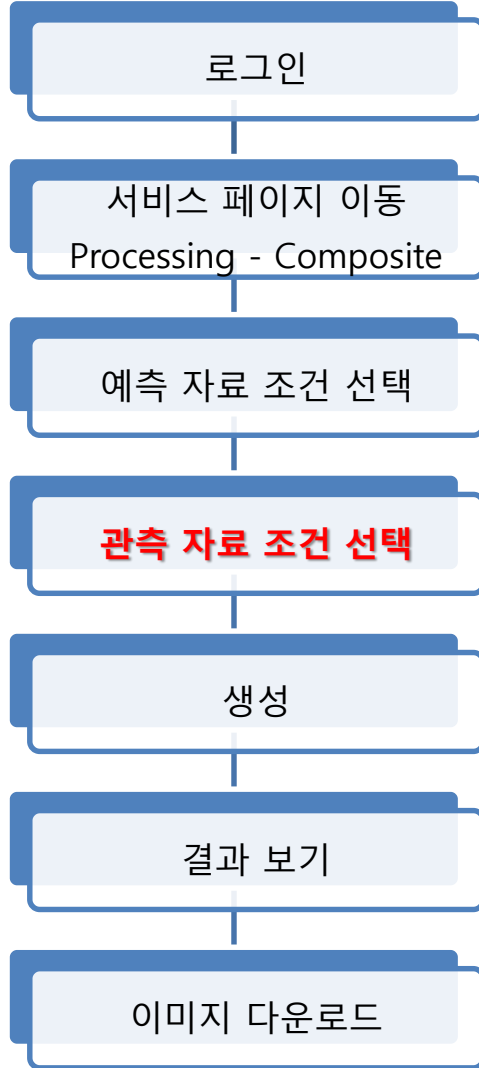 로그인
서비스 페이지 이동
Processing - Composite
예측 자료 조건 선택
관측 자료 조건 선택
생성
결과 보기
이미지 다운로드